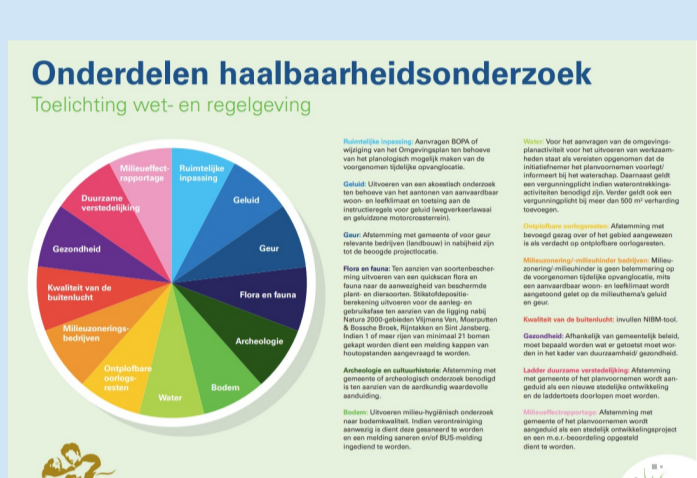 Onderdelen haalbaarheidsonderzoek
Toelichting wet- en regelgeving
Milieueffect-
rapportage
Ruimtelijke
inpassing
Duurzame
verstedelijking
Geluid
Gezondheid
Geur
Kwaliteit van de
buitenlucht
Flora en fauna
Milieuzonerings-
bedrijven
Archeologie
Ontplofbare
oorlogs-
resten
Water
Bodem
Ruimtelijke inpassing: Aanvragen BOPA of
wijziging van het Omgevingsplan ten behoeve
van het planologisch mogelijk maken van de
voorgenomen tijdelijke opvanglocatie.
Geluid: Uitvoeren van een akoestisch onderzoek
ten behoeve van het aantonen van aanvaardbaar
woon- en leefklimaat en toetsing aan de
instructieregels voor geluid (wegverkeerlawaai
en geluidzone motorcrossterrein).
Geur: Afstemming met gemeente of voor geur
relevante bedrijven (landbouw) in nabijheid zijn
tot de beoogde projectlocatie.
Flora en fauna: Ten aanzien van soortenbescher-
ming uitvoeren van een quickscan flora en
fauna naar de aanwezigheid van beschermde
plant- en diersoorten. Stikstofdepositie-
berekening uitvoeren voor de aanleg- en
gebruiksfase ten aanzien van de ligging nabij
Natura 2000-gebieden Vlijmens Ven, Moerputten
& Bossche Broek, Rijntakken en Sint Jansberg.
Indien 1 of meer rijen van minimaal 21 bomen
gekapt worden dient een melding kappen van
houtopstanden aangevraagd te worden.
Archeologie en cultuurhistorie: Afstemming met
gemeente of archeologisch onderzoek benodigd
is ten aanzien van de aardkundig waardevolle
aanduiding.
Bodem: Uitvoeren milieu-hygiënisch onderzoek
naar bodemkwaliteit. Indien verontreiniging
aanwezig is dient deze gesaneerd te worden
en een melding saneren en/of BUS-melding
ingediend te worden.
Water: Voor het aanvragen van de omgevings-
planactiviteit voor het uitvoeren van werkzaam-
heden staat als vereisten opgenomen dat de
initiatiefnemer het planvoornemen voorlegt/
informeert bij het waterschap. Daarnaast geldt
een vergunningplicht indien wateronttrekkings-
activiteiten benodigd zijn. Verder geldt ook een
vergunningplicht bij meer dan 500 m² verharding
toevoegen.
Ontplofbare oorlogsresten: Afstemming met
bevoegd gezag over of het gebied aangewezen
is als verdacht op ontplofbare oorlogsresten.
Milieuzonering/-milieuhinder bedrijven: Milieu-
zonering/-milieuhinder is geen belemmering op
de voorgenomen tijdelijke opvanglocatie, mits
een aanvaardbaar woon- en leefklimaat wordt
aangetoond gelet op de milieuthema's geluid
en geur.
Kwaliteit van de buitenlucht: invullen NIBM-tool.
Gezondheid: Afhankelijk van gemeentelijk beleid,
moet bepaald worden wat er getoetst moet wor-
den in het kader van duurzaamheid/ gezondheid.
Ladder duurzame verstedelijking: Afstemming
met gemeente of het planvoornemen wordt aan-
geduid als een nieuwe stedelijke ontwikkeling
en de laddertoets doorlopen moet worden.
Milieueffectrapportage: Afstemming met
gemeente of het planvoornemen wordt
aangeduid als een stedelijk ontwikkelingsproject
en een m.e.r.-beoordeling opgesteld
dient te worden.